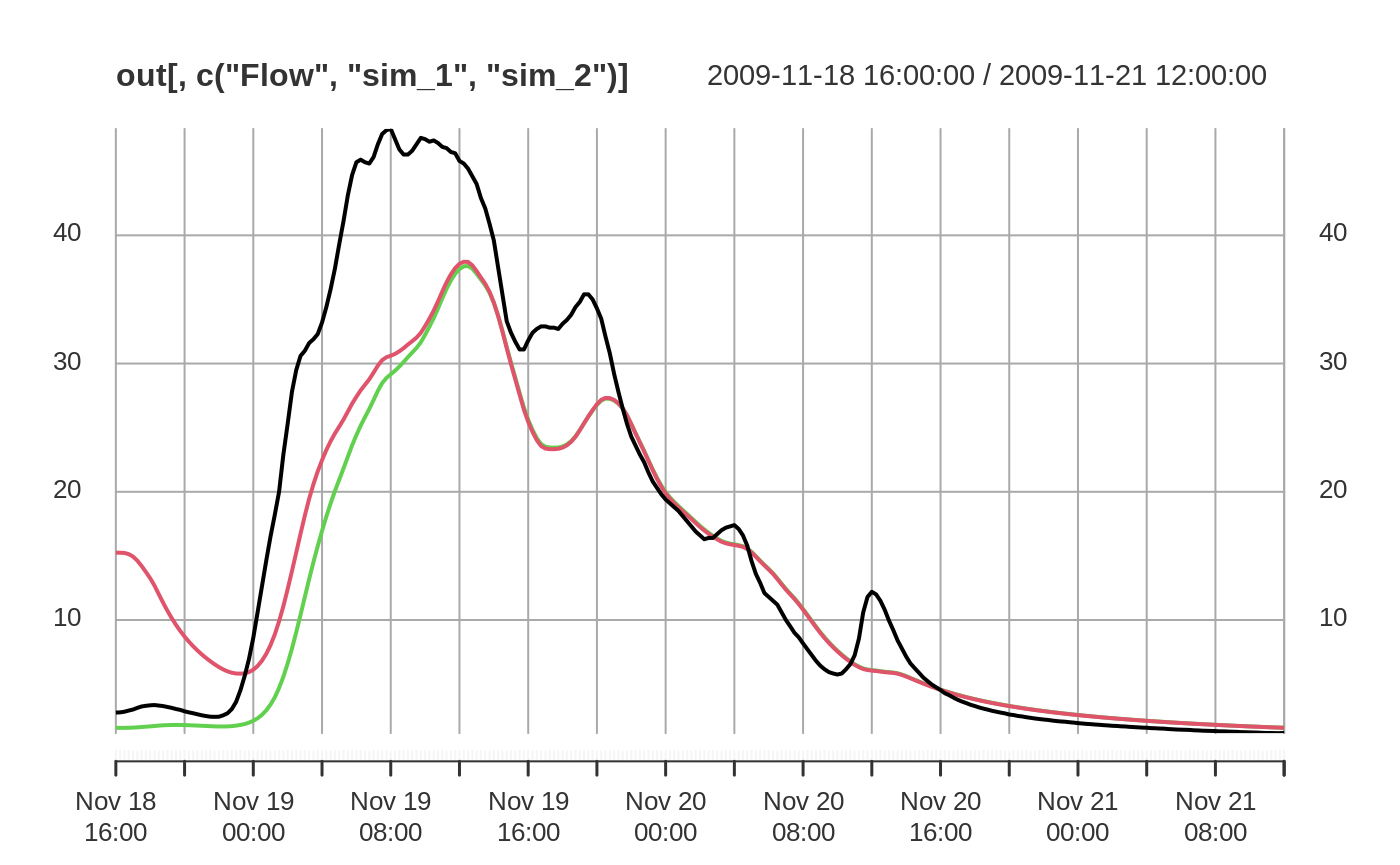 out[, c("Flow", "sim_1", "sim_2")] 2009-11-18 16:00:00 / 2009-11-21 12:00:00
40 40
30 30
20 20
10 10
Nov 18 Nov 19 Nov 19 Nov 19 Nov 20 Nov 20 Nov 20 Nov 21 Nov 21
16:00 00:00 08:00 16:00 00:00 08:00 16:00 00:00 08:00